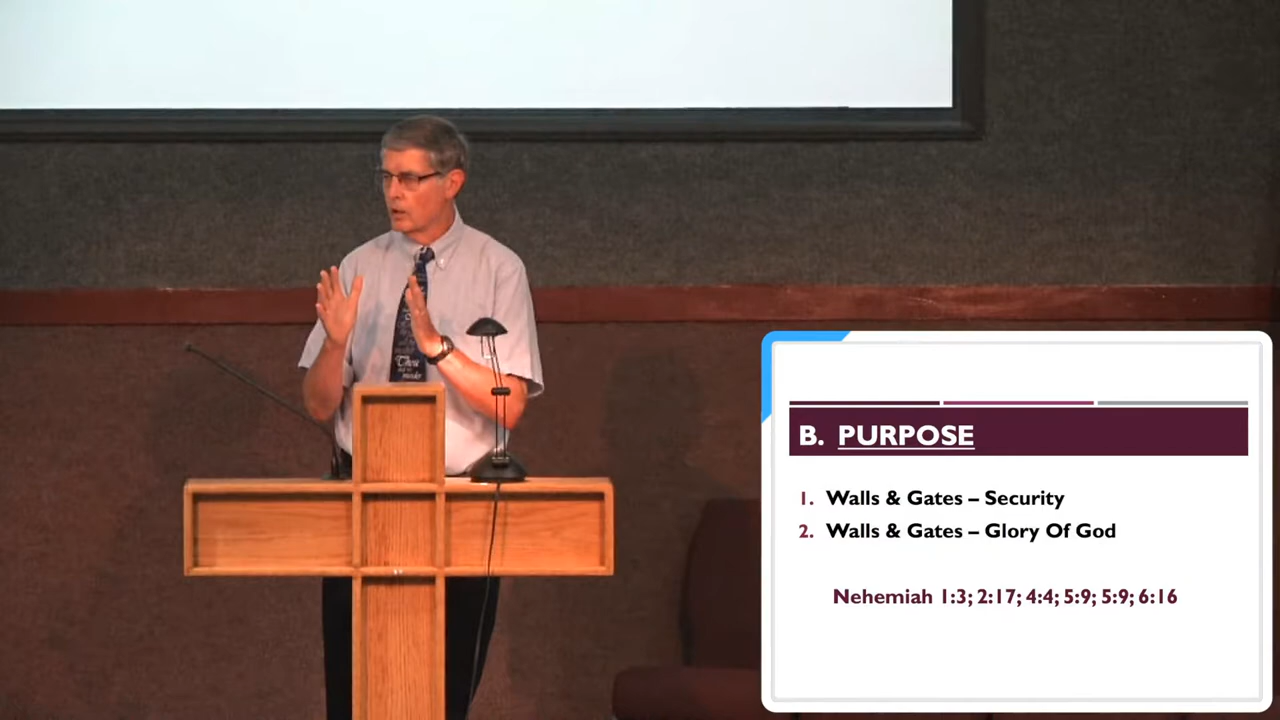 Thou
B. PURPOSE
1. Walls & Gates – Security
2. Walls & Gates – Glory Of God
Nehemiah 1:3; 2:17; 4:4; 5:9; 5:9; 6:16